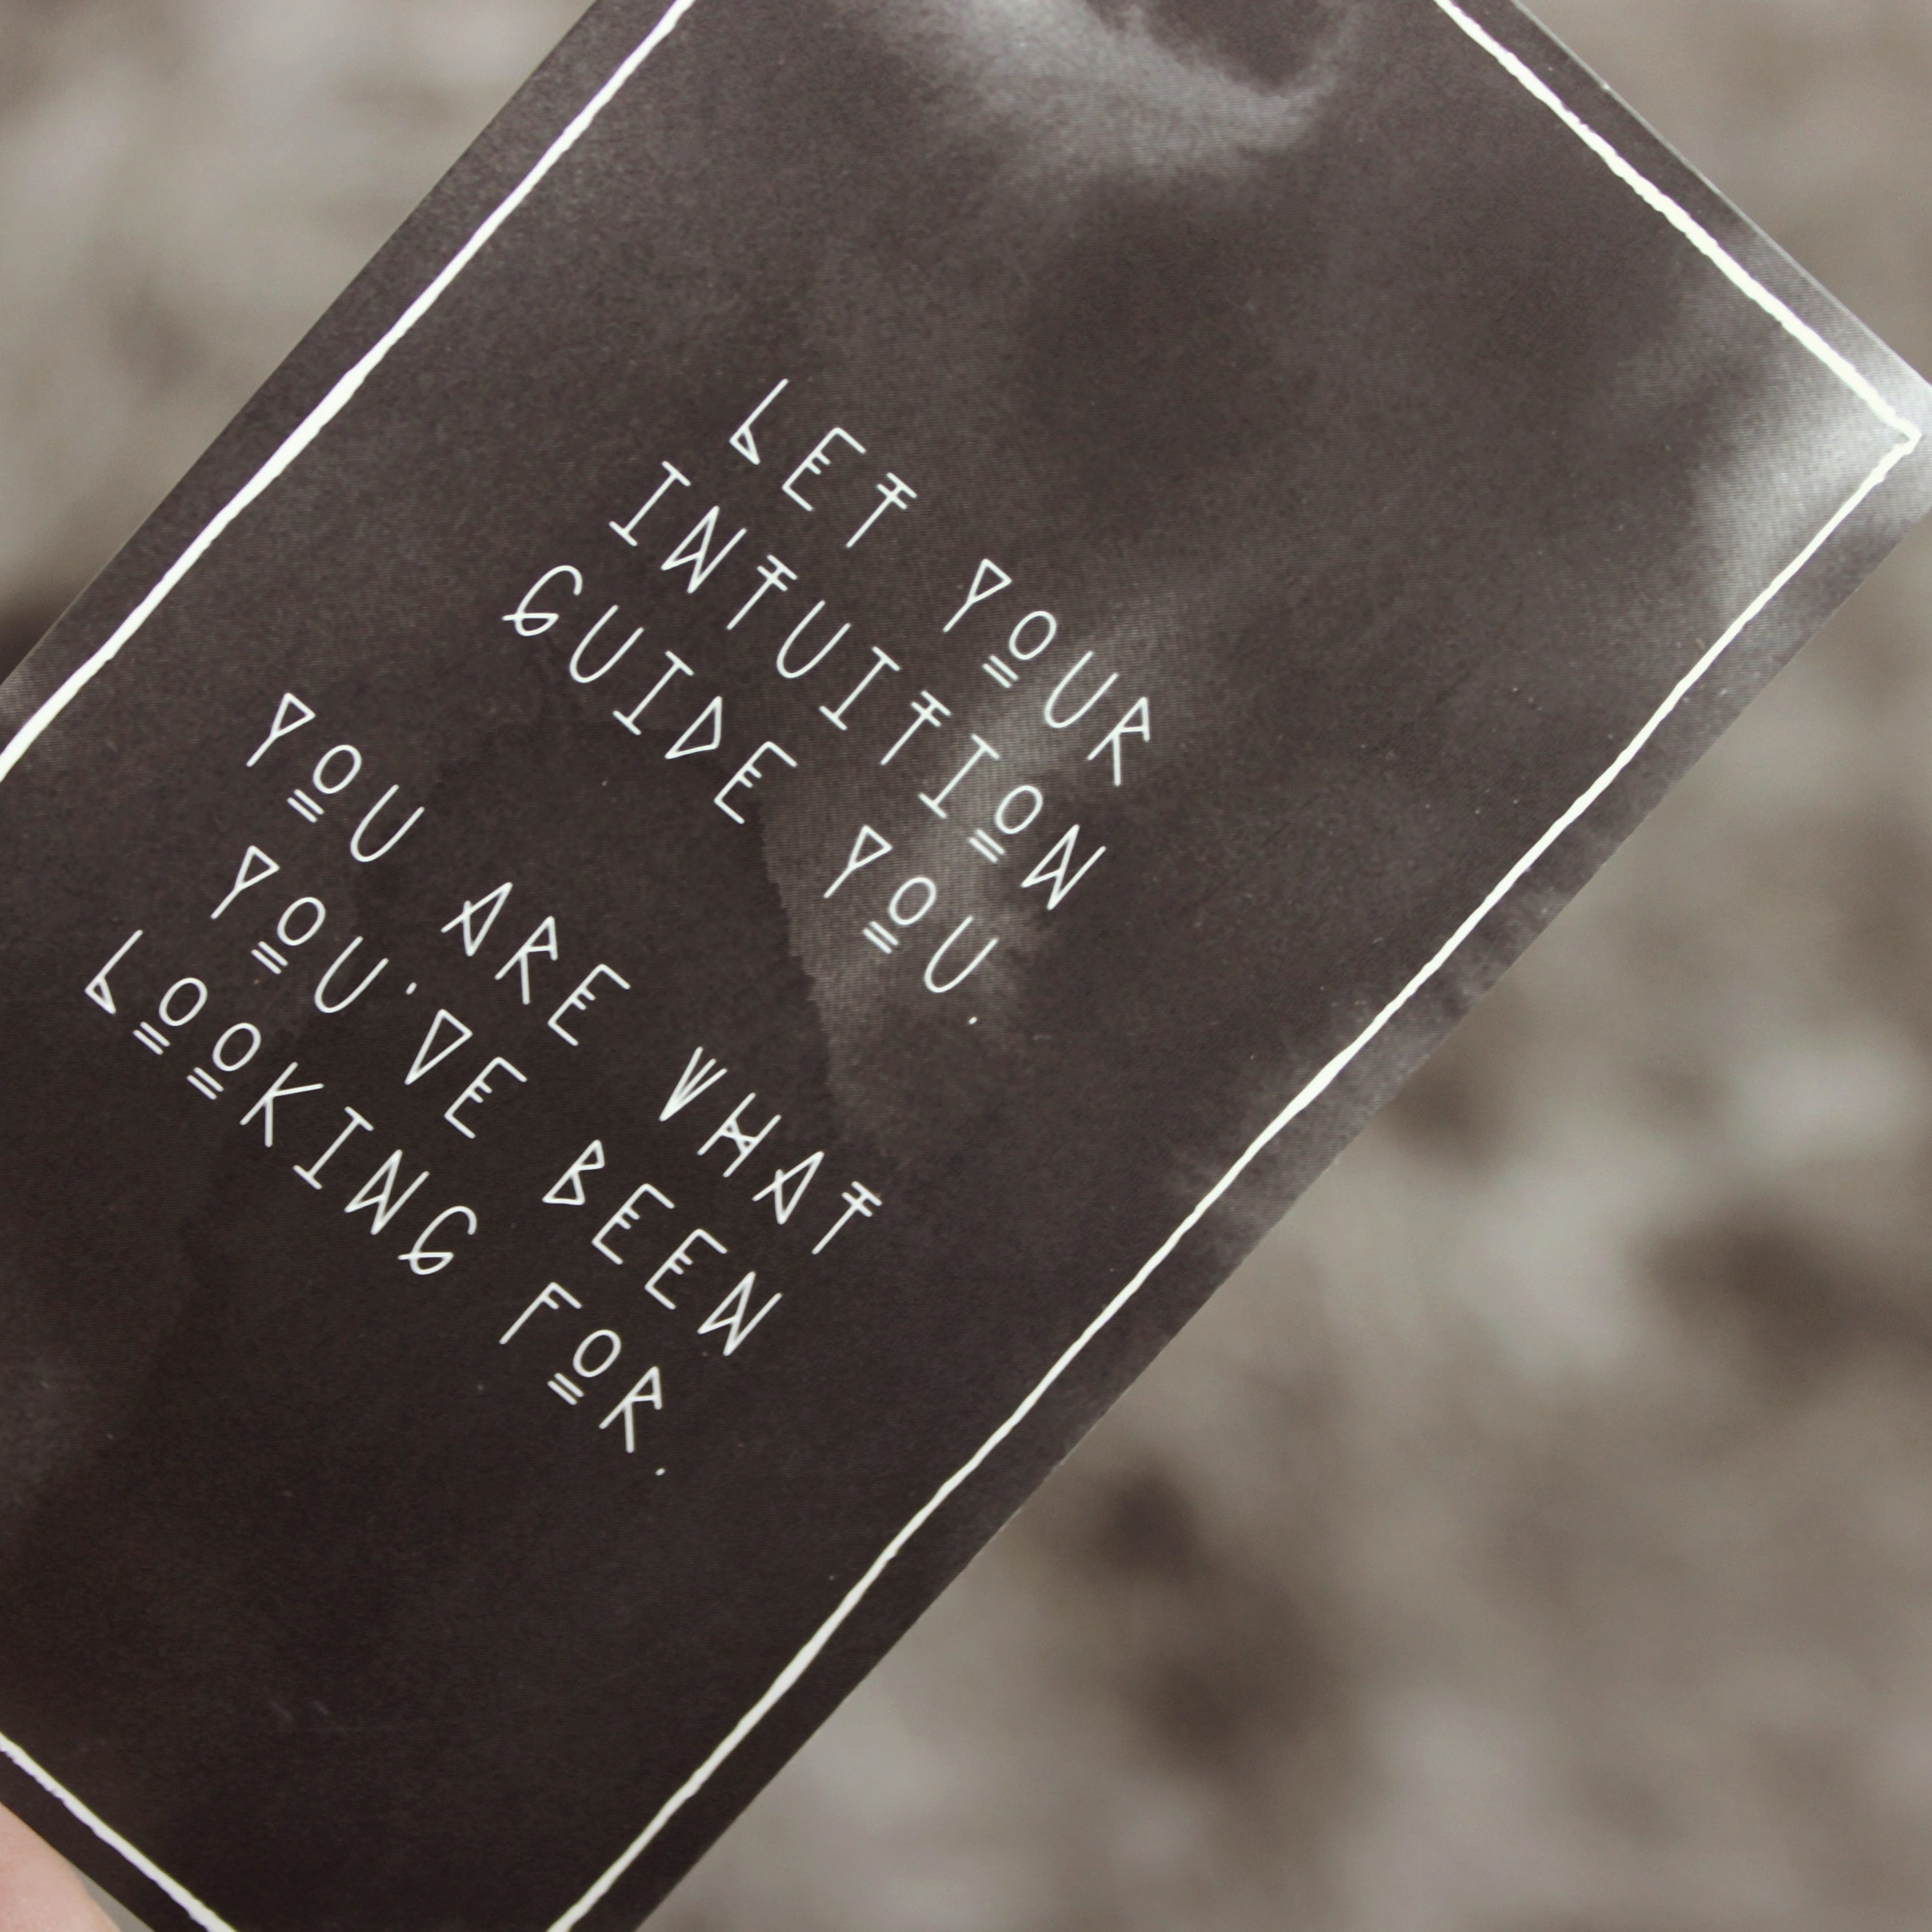 LET YOUR
INTUITION
GUIDE YOU.
YOU ARE WHAT
YOU'VE BEEN
LOOKING FOR.